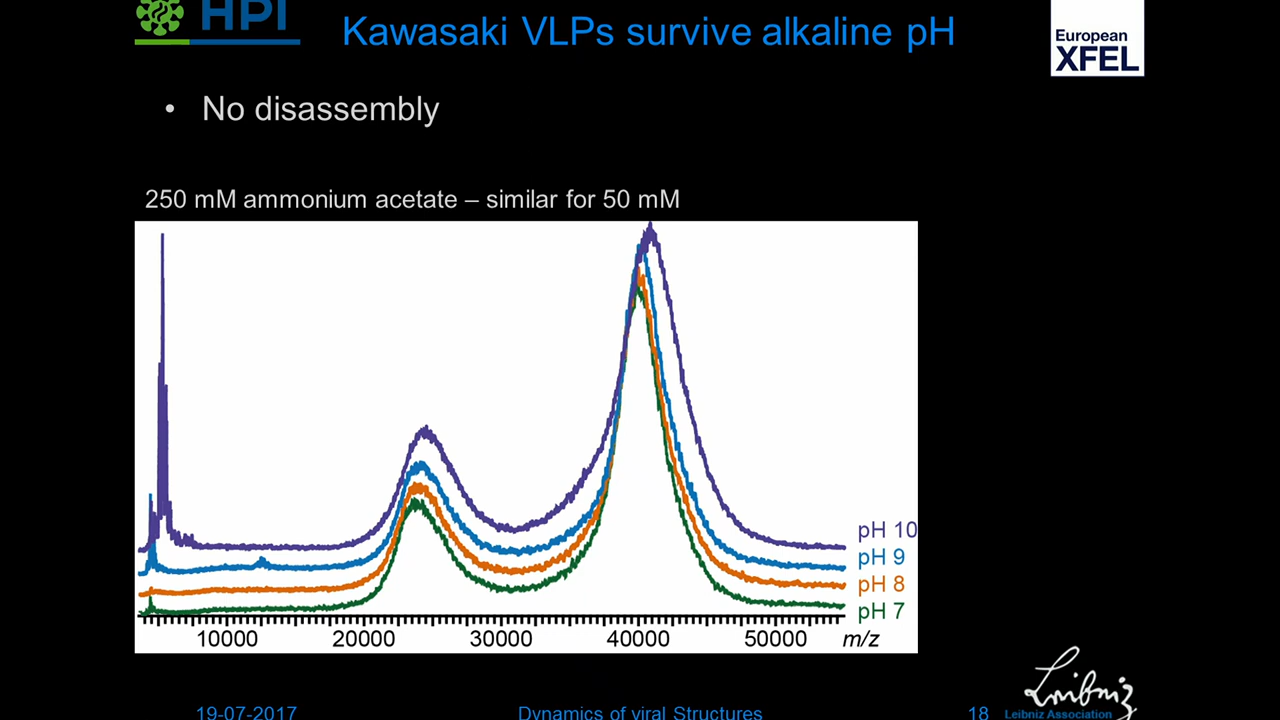 HPI
Kawasaki VLPs survive alkaline pH
European
XFEL
• No disassembly
250 mM ammonium acetate – similar for 50 mM
pH 10
pH 9
pH 8
pH 7
10000 20000 30000 40000 50000 m/z
Leibniz
19-07-2017 Dynamics of viral Structures 18 Leibniz Association